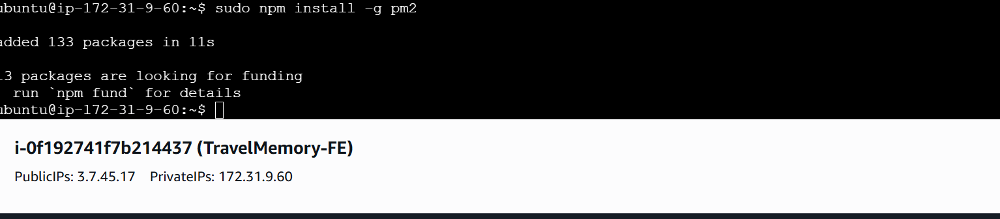 ubuntu@ip-172-31-9-60:~$ sudo npm install -g pm2
added 133 packages in 11s
13 packages are looking for funding
run `npm fund` for details
ubuntu@ip-172-31-9-60:~$
i-0f192741f7b214437 (TravelMemory-FE)
PublicIPs: 3.7.45.17 PrivateIPs: 172.31.9.60